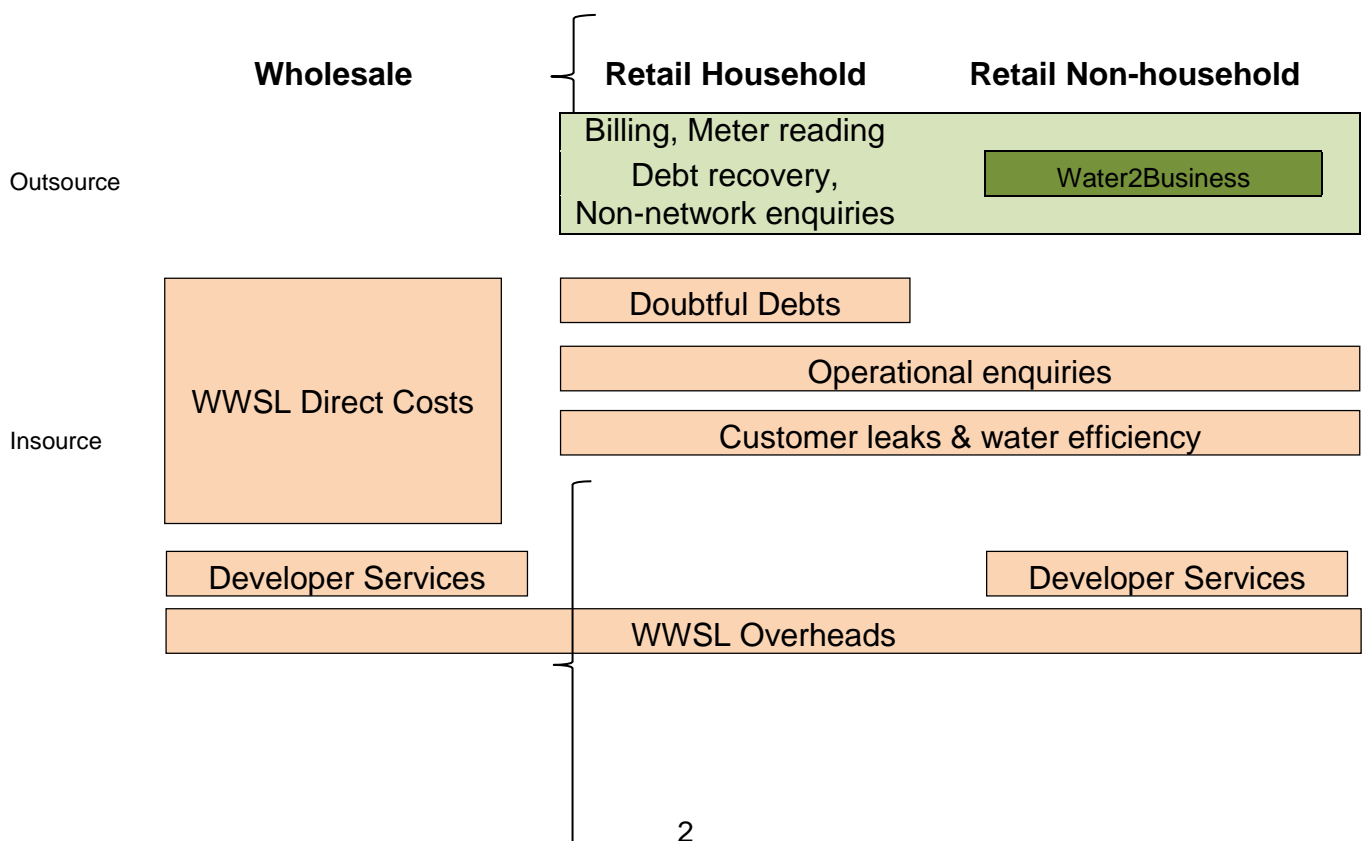 Wholesale
Retail Household
Retail Non-household
Outsource
Billing, Meter reading
Debt recovery,
Non-network enquiries
Water2Business
Insource
WWSL Direct Costs
Doubtful Debts
Operational enquiries
Customer leaks & water efficiency
Developer Services
Developer Services
WWSL Overheads
2